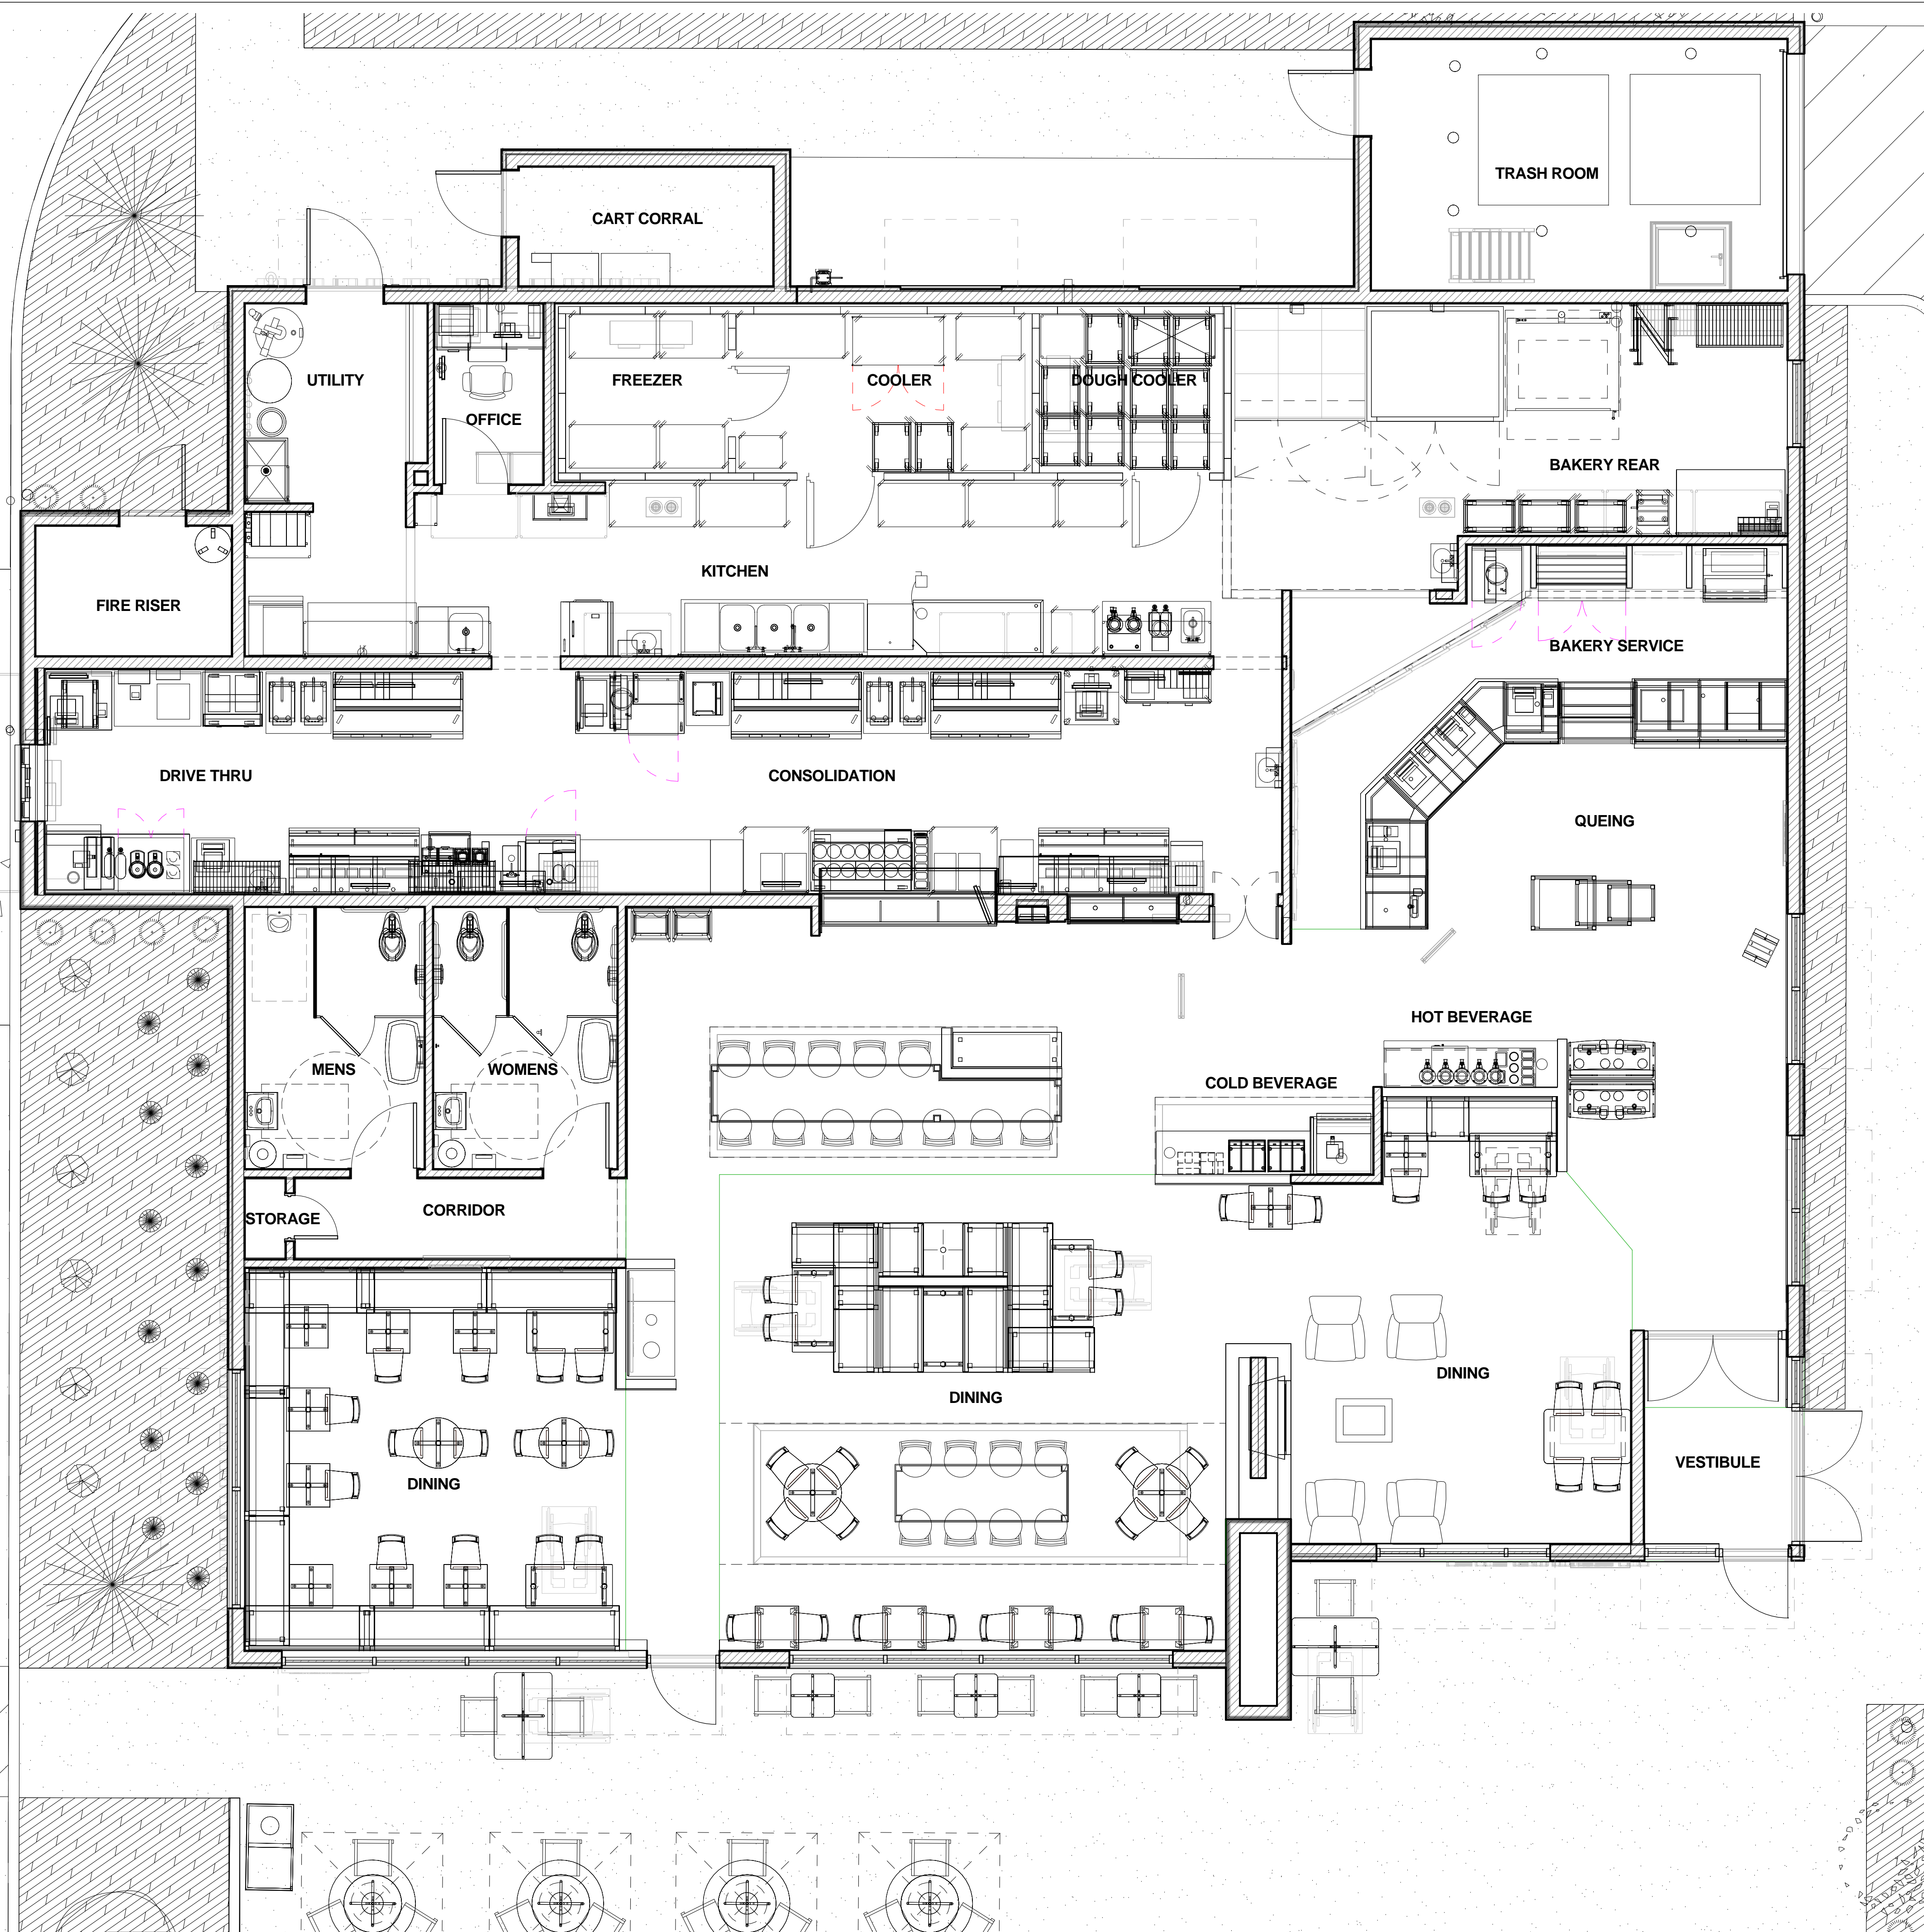 TRASH ROOM
CART CORRAL
UTILITY
FREEZER
COOLER
DOUGH COOLER
OFFICE
BAKERY REAR
KITCHEN
FIRE RISER
BAKERY SERVICE
DRIVE THRU
CONSOLIDATION
QUEING
HOT BEVERAGE
MENS
WOMENS
COLD BEVERAGE
STORAGE
CORRIDOR
DINING
DINING
VESTIBULE
DINING